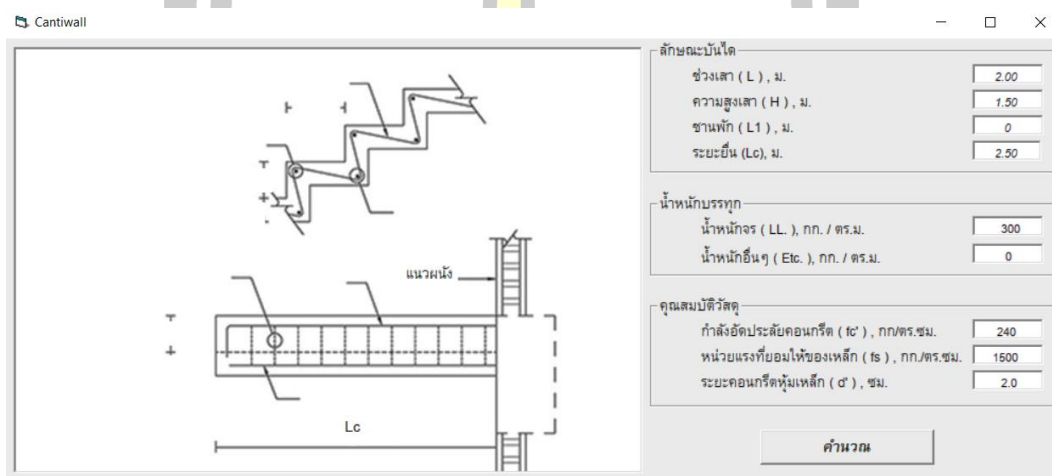 Cantiwall
ลักษณะบันได
ช่วงเสา ( L ) , ม. 2.00
ความสูงเสา ( H ) , ม. 1.50
ชานพัก ( L1 ) , ม. 0
ระยะยื่น (Lc), ม. 2.50
น้ำหนักบรรทุก
น้ำหนักจร ( LL. ), กก. / ตร.ม. 300
น้ำหนักอื่นๆ ( Etc. ), กก. / ตร.ม. 0
คุณสมบัติวัสดุ
กำลังอัดประลัยคอนกรีต ( fc' ) , กก/ตร.ซม. 240
หน่วยแรงที่ยอมให้ของเหล็ก ( fs ) , กก./ตร.ซม. 1500
ระยะคอนกรีตหุ้มเหล็ก ( d' ) , ซม. 2.0
คำนวณ
แนวผนัง
Lc